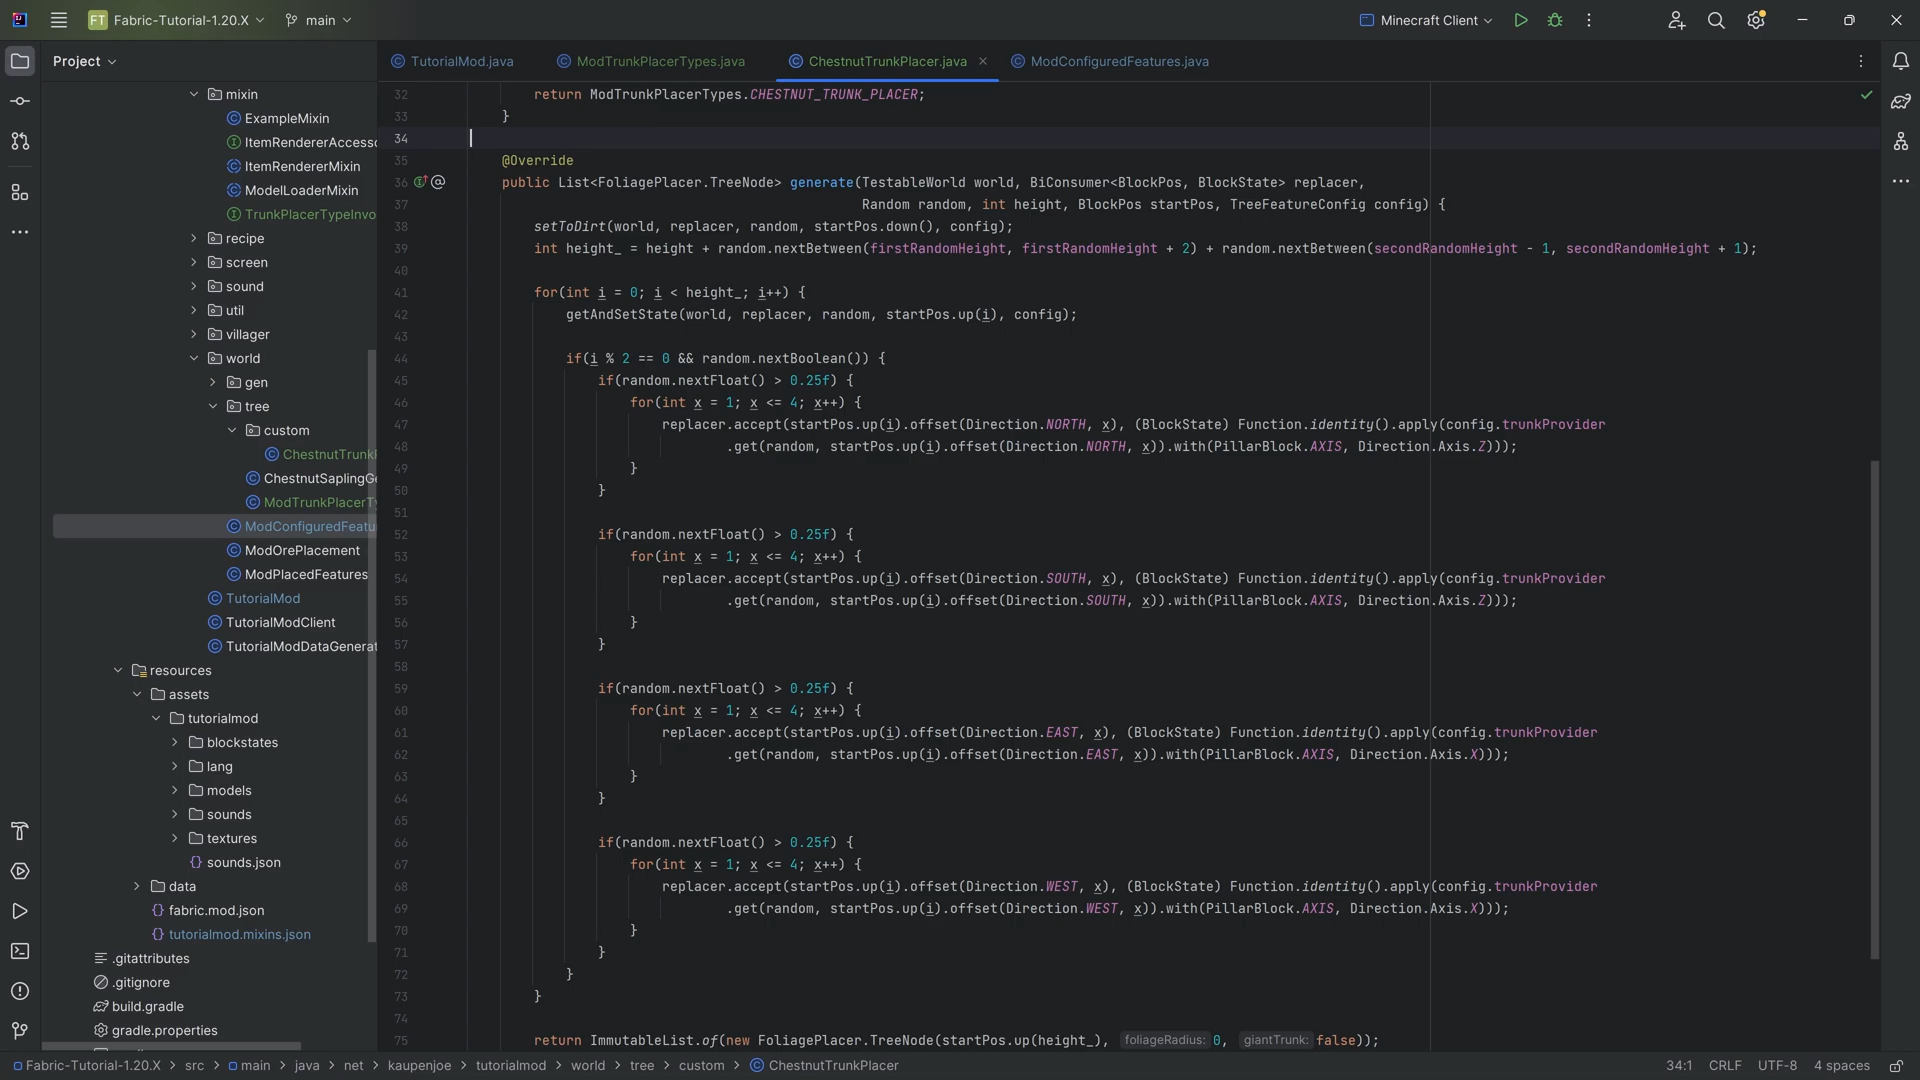 FT Fabric-Tutorial-1.20.X main Minecraft Client
Project
mixin
ExampleMixin
ItemRendererAccesso
ItemRendererMixin
ModelLoaderMixin
TrunkPlacerTypeInvo
recipe
screen
sound
util
villager
world
gen
tree
custom
ChestnutTrunkP
ChestnutSaplingGe
ModTrunkPlacerTy
ModConfiguredFeatu
ModOrePlacement
ModPlacedFeatures
TutorialMod
TutorialModClient
TutorialModDataGenerat
resources
assets
tutorialmod
blockstates
lang
models
sounds
textures
sounds.json
data
fabric.mod.json
tutorialmod.mixins.json
.gitattributes
.gitignore
build.gradle
gradle.properties
TutorialMod.java ModTrunkPlacerTypes.java ChestnutTrunkPlacer.java ModConfiguredFeatures.java
32 return ModTrunkPlacerTypes.CHESTNUT_TRUNK_PLACER;
33 }
34
35 @Override
36 public List<FoliagePlacer.TreeNode> generate(TestableWorld world, BiConsumer<BlockPos, BlockState> replacer,
37 Random random, int height, BlockPos startPos, TreeFeatureConfig config) {
38 setToDirt(world, replacer, random, startPos.down(), config);
39 int height_ = height + random.nextBetween(firstRandomHeight, firstRandomHeight + 2) + random.nextBetween(secondRandomHeight - 1, secondRandomHeight + 1);
40
41 for(int i = 0; i < height_; i++) {
42 getAndSetState(world, replacer, random, startPos.up(i), config);
43
44 if(i % 2 == 0 && random.nextBoolean()) {
45 if(random.nextFloat() > 0.25f) {
46 for(int x = 1; x <= 4; x++) {
47 replacer.accept(startPos.up(i).offset(Direction.NORTH, x), (BlockState) Function.identity().apply(config.trunkProvider
48 .get(random, startPos.up(i).offset(Direction.NORTH, x)).with(PillarBlock.AXIS, Direction.Axis.Z)));
49 }
50 }
51
52 if(random.nextFloat() > 0.25f) {
53 for(int x = 1; x <= 4; x++) {
54 replacer.accept(startPos.up(i).offset(Direction.SOUTH, x), (BlockState) Function.identity().apply(config.trunkProvider
55 .get(random, startPos.up(i).offset(Direction.SOUTH, x)).with(PillarBlock.AXIS, Direction.Axis.Z)));
56 }
57 }
58
59 if(random.nextFloat() > 0.25f) {
60 for(int x = 1; x <= 4; x++) {
61 replacer.accept(startPos.up(i).offset(Direction.EAST, x), (BlockState) Function.identity().apply(config.trunkProvider
62 .get(random, startPos.up(i).offset(Direction.EAST, x)).with(PillarBlock.AXIS, Direction.Axis.X)));
63 }
64 }
65
66 if(random.nextFloat() > 0.25f) {
67 for(int x = 1; x <= 4; x++) {
68 replacer.accept(startPos.up(i).offset(Direction.WEST, x), (BlockState) Function.identity().apply(config.trunkProvider
69 .get(random, startPos.up(i).offset(Direction.WEST, x)).with(PillarBlock.AXIS, Direction.Axis.X)));
70 }
71 }
72 }
73 }
74
75 return ImmutableList.of(new FoliagePlacer.TreeNode(startPos.up(height_), foliageRadius: 0, giantTrunk: false));
Fabric-Tutorial-1.20.X > src > main > java > net > kaupenjoe > tutorialmod > world > tree > custom > ChestnutTrunkPlacer 34:1 CRLF UTF-8 4 spaces